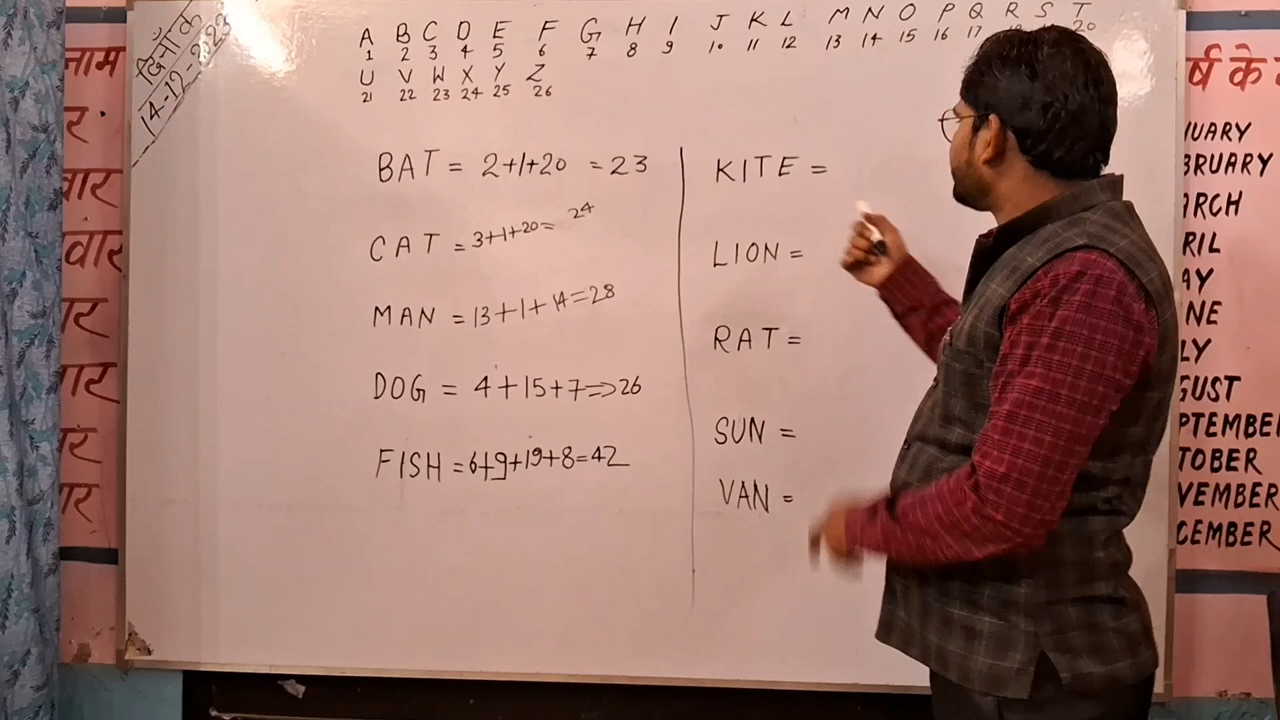 दिनाँक
14-12-2023
A B C D E F G H I J K L M N O P Q R S T
1 2 3 4 5 6 7 8 9 10 11 12 13 14 15 16 17 18 19 20
U V W X Y Z
21 22 23 24 25 26
BAT = 2+1+20 = 23
CAT = 3+1+20= 24
MAN = 13+1+14=28
DOG = 4+15+7=>26
FISH = 6+9+19+8=42
KITE =
LION =
RAT =
SUN =
VAN =
नाम
र्ष के
UARY
BRUARY
ARCH
RIL
AY
NE
LY
GUST
PTEMBER
TOBER
VEMBER
CEMBER